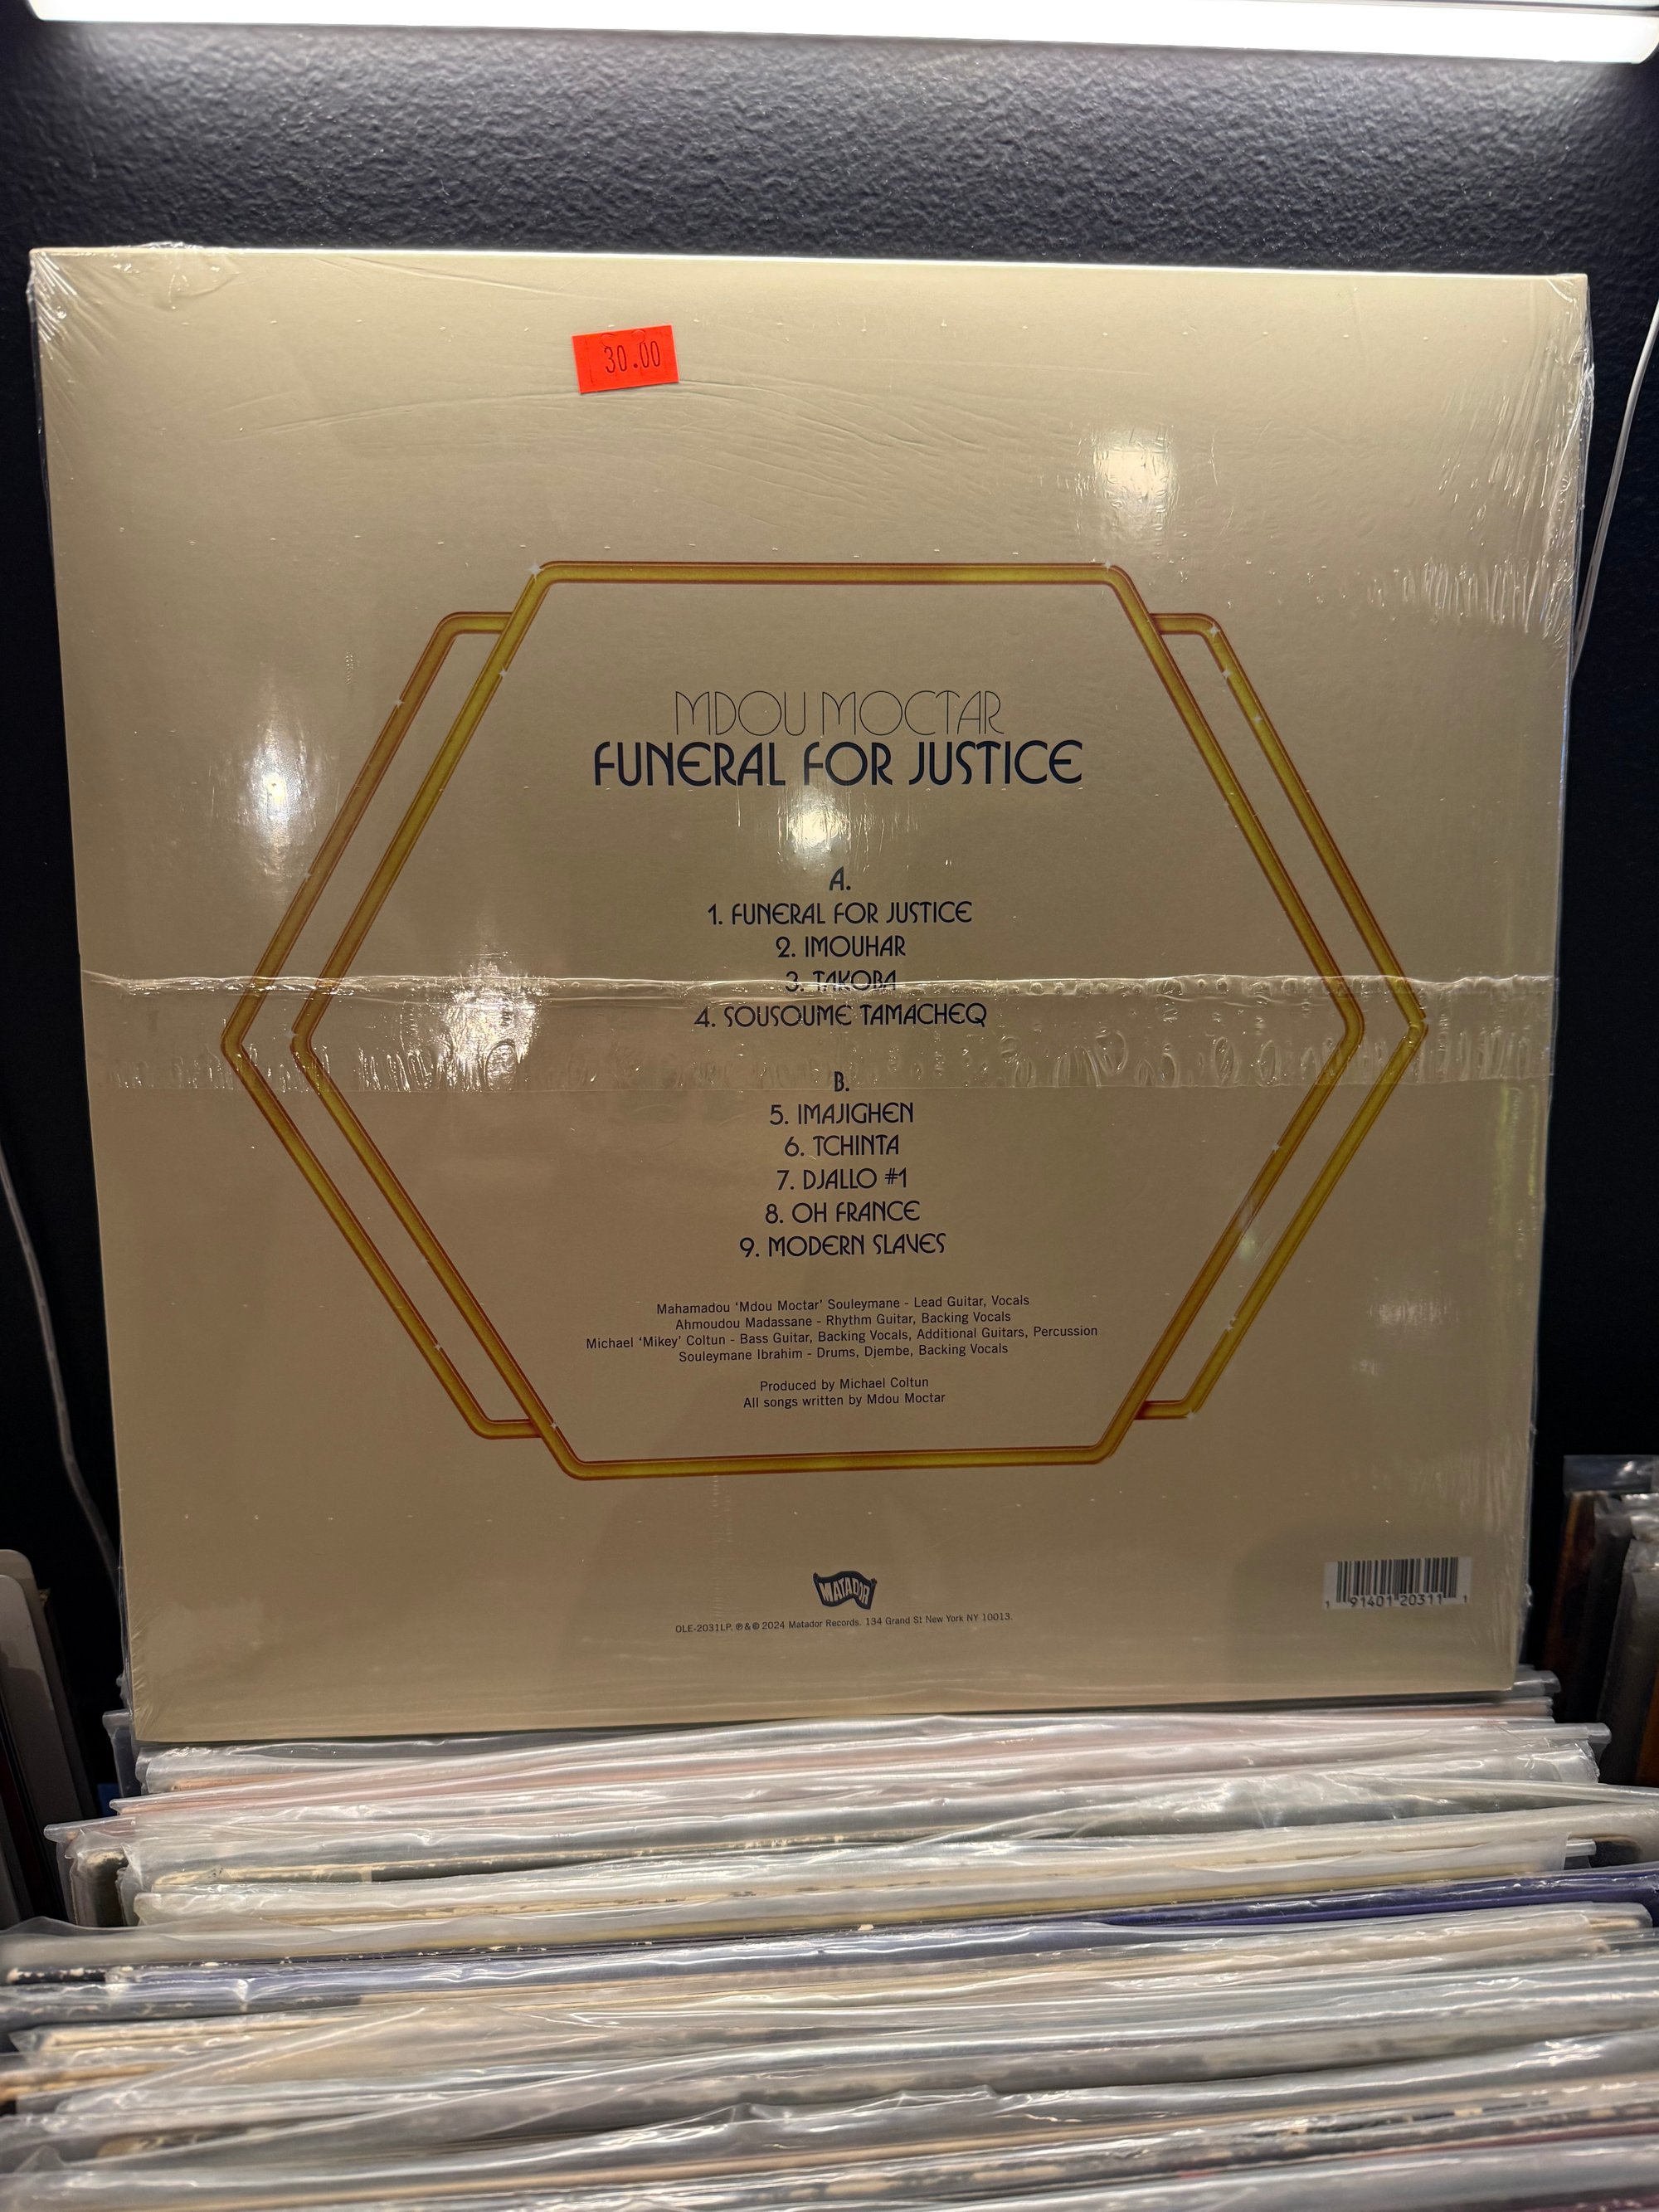 30.00
MDOU MOCTAR
FUNERAL FOR JUSTICE
A.
1. FUNERAL FOR JUSTICE
2. IMOUHAR
3. TAKOBA
4. SOUSOUME TAMACHEQ
B.
5. IMAJIGHEN
6. TCHINTA
7. DJALLO #1
8. OH FRANCE
9. MODERN SLAVES
Mahamadou ‘Mdou Moctar’ Souleymane - Lead Guitar, Vocals
Ahmoudou Madassane - Rhythm Guitar, Backing Vocals
Michael ‘Mikey’ Coltun - Bass Guitar, Backing Vocals, Additional Guitars, Percussion
Souleymane Ibrahim - Drums, Djembe, Backing Vocals
Produced by Michael Coltun
All songs written by Mdou Moctar
MATADOR
OLE-2031LP. ℗ & © 2024 Matador Records. 134 Grand St New York NY 10013.
1 91401 20311 1